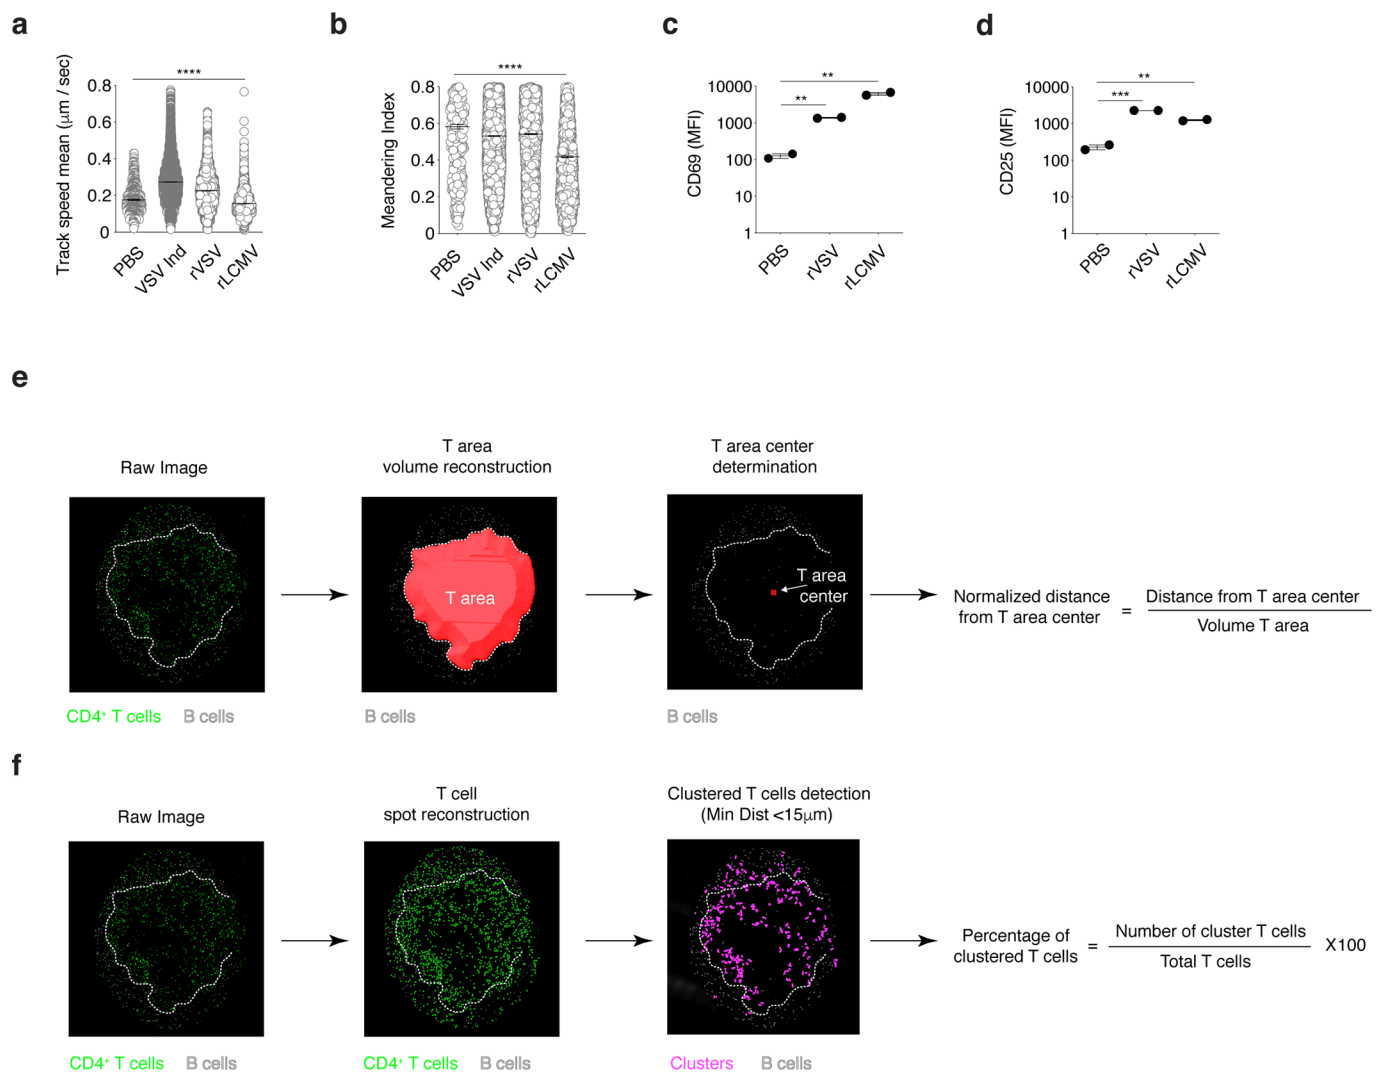 a
b
c
d
Track speed mean (μm / sec)
0.8
0.6
0.4
0.2
0
****
PBS
VSV Ind
rVSV
rLCMV
Meandering Index
0.8
0.6
0.4
0.2
0
****
PBS
VSV Ind
rVSV
rLCMV
CD69 (MFI)
10000
1000
100
10
1
**
**
PBS
rVSV
rLCMV
CD25 (MFI)
10000
1000
100
10
1
**
***
PBS
rVSV
rLCMV
e
Raw Image
T area
volume reconstruction
T area center
determination
T area
T area
center
Normalized distance
from T area center
=
Distance from T area center
Volume T area
CD4⁺ T cells B cells
B cells
B cells
f
Raw Image
T cell
spot reconstruction
Clustered T cells detection
(Min Dist <15μm)
Percentage of
clustered T cells
=
Number of cluster T cells
Total T cells
X100
CD4⁺ T cells B cells
CD4⁺ T cells B cells
Clusters B cells